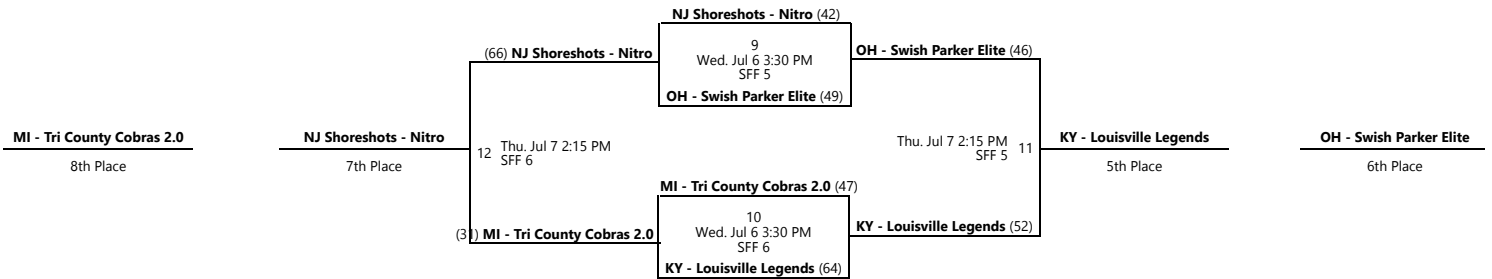 NJ Shoreshots - Nitro (42)
(66) NJ Shoreshots - Nitro
9
Wed. Jul 6 3:30 PM
SFF 5
OH - Swish Parker Elite (46)
OH - Swish Parker Elite (49)
MI - Tri County Cobras 2.0
8th Place
NJ Shoreshots - Nitro
7th Place
12 Thu. Jul 7 2:15 PM
SFF 6
Thu. Jul 7 2:15 PM 11
SFF 5
KY - Louisville Legends
5th Place
OH - Swish Parker Elite
6th Place
MI - Tri County Cobras 2.0 (47)
(31) MI - Tri County Cobras 2.0
10
Wed. Jul 6 3:30 PM
SFF 6
KY - Louisville Legends (52)
KY - Louisville Legends (64)